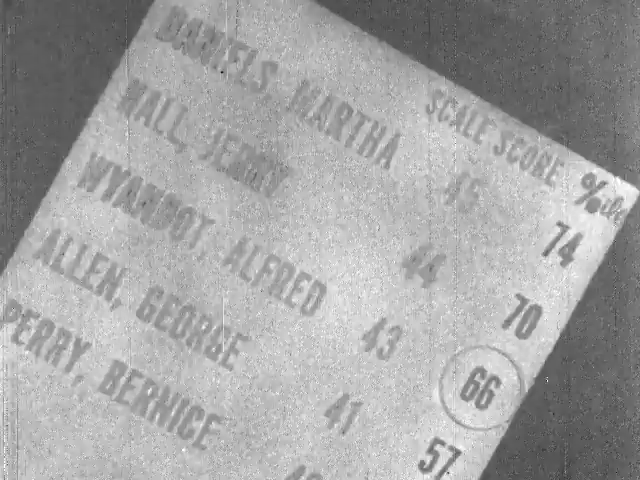 SCALE SCORE %ile
DANIELS, MARTHA 45 74
HALL, JERRY 44 70
WYANDOT, ALFRED 43 66
ALLEN, GEORGE 41 57
PERRY, BERNICE